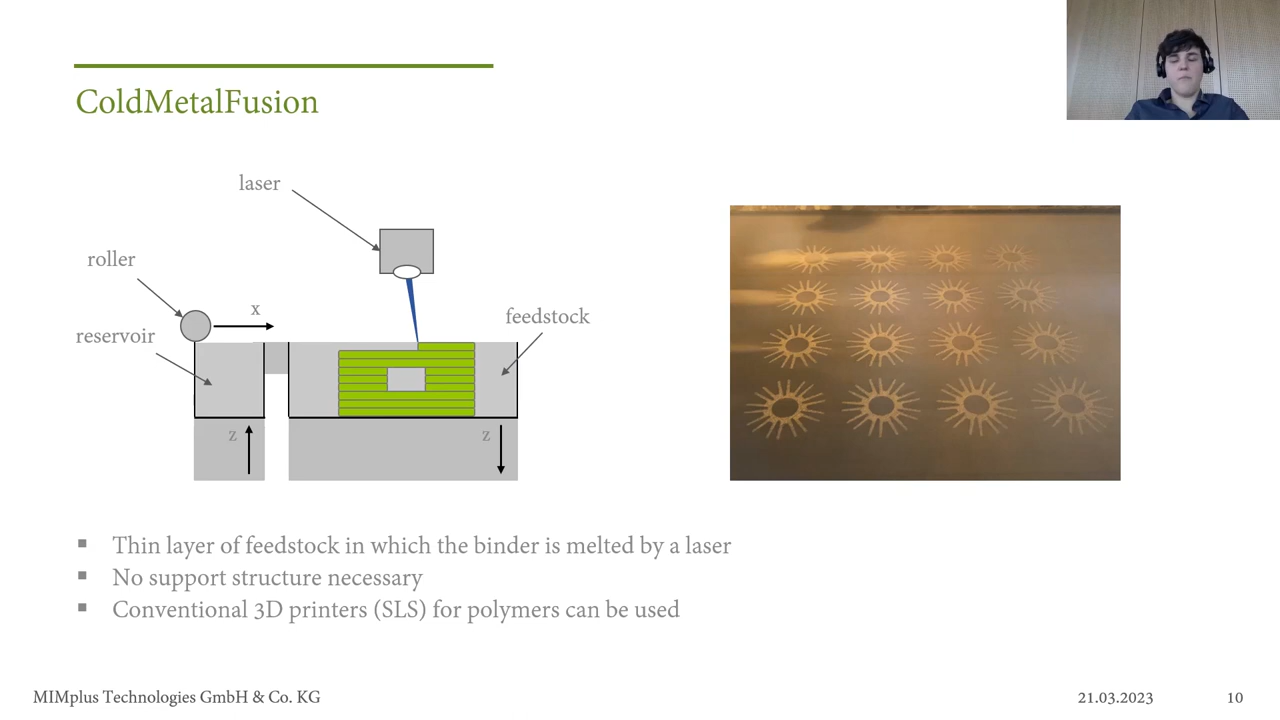 ColdMetalFusion
laser
roller
x
reservoir
feedstock
z
z
▪ Thin layer of feedstock in which the binder is melted by a laser
▪ No support structure necessary
▪ Conventional 3D printers (SLS) for polymers can be used
MIMplus Technologies GmbH & Co. KG
21.03.2023
10